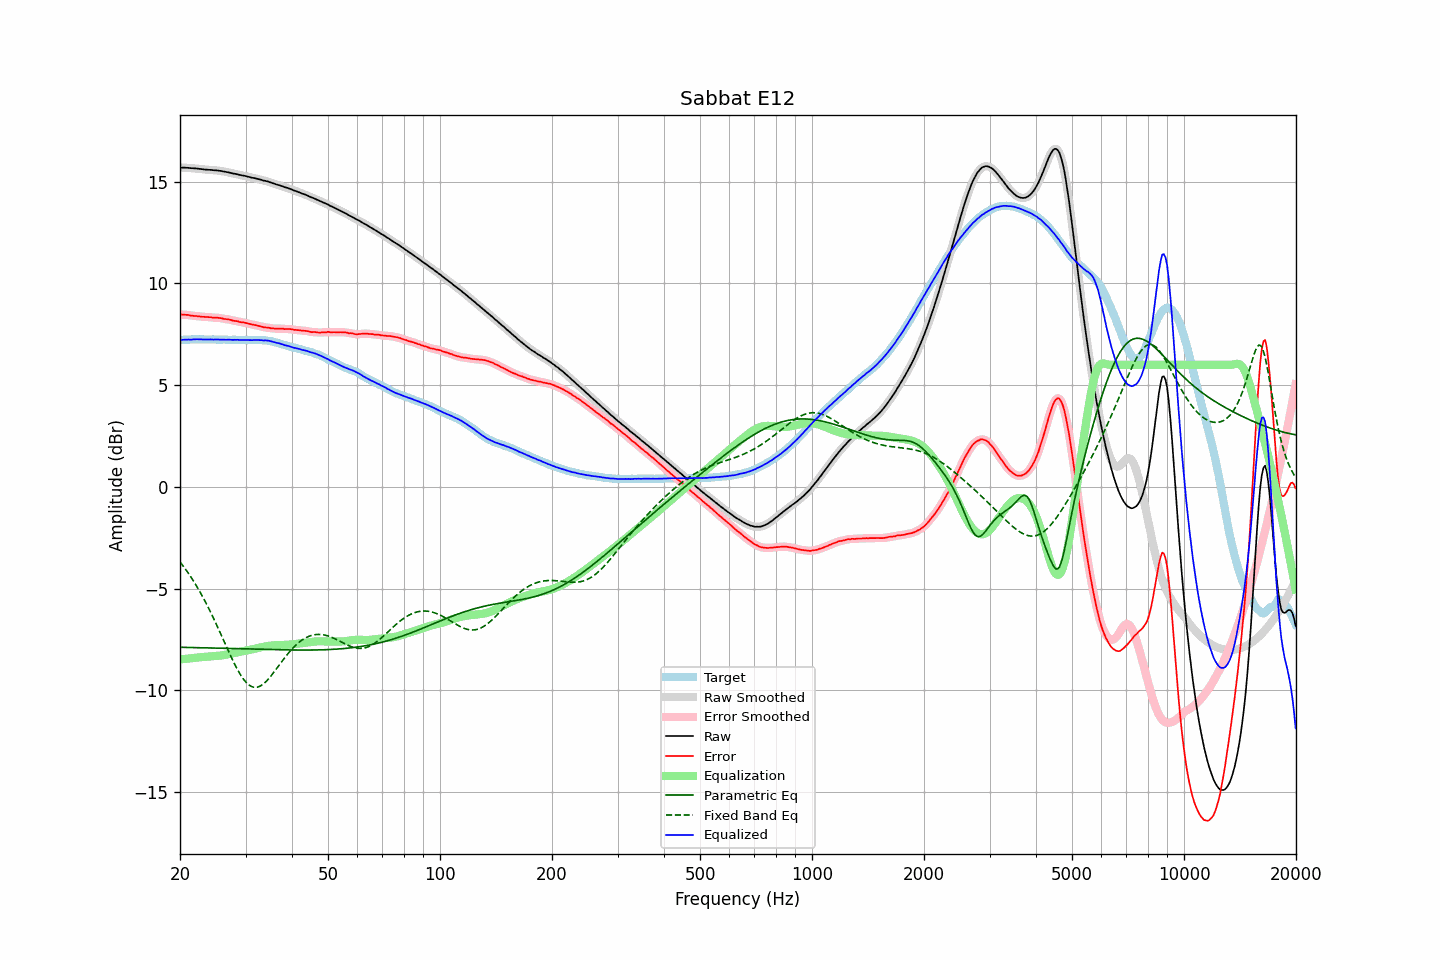 Sabbat E12
Amplitude (dBr)
15
10
5
0
−5
−10
−15
Target
Raw Smoothed
Error Smoothed
Raw
Error
Equalization
Parametric Eq
Fixed Band Eq
Equalized
20 50 100 200 500 1000 2000 5000 10000 20000
Frequency (Hz)